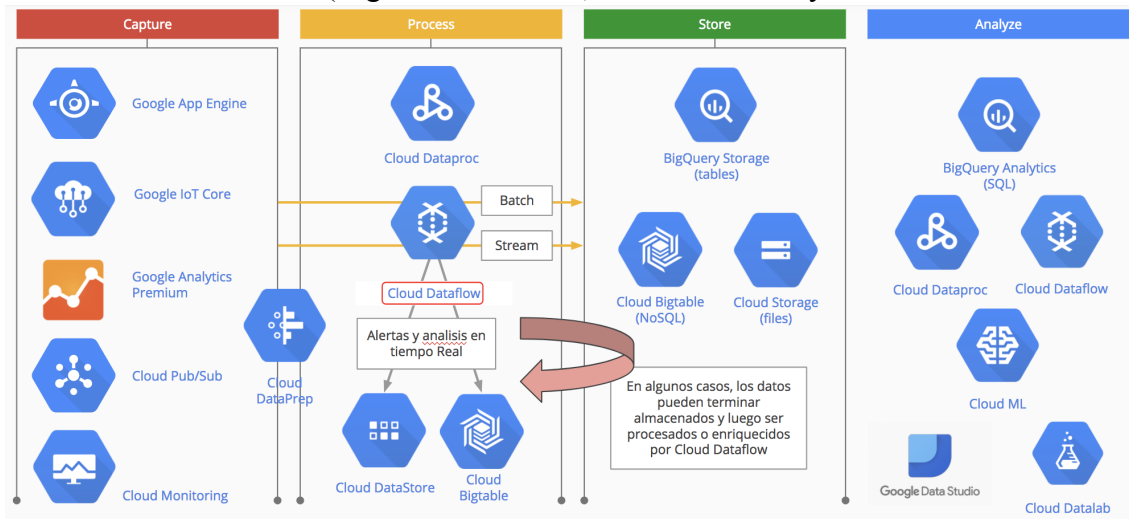 Capture
Process
Store
Analyze
Google App Engine
Google IoT Core
Google Analytics
Premium
Cloud Pub/Sub
Cloud Monitoring
Cloud
DataPrep
Cloud Dataproc
Batch
Stream
Cloud Dataflow
Alertas y analisis en
tiempo Real
Cloud DataStore
Cloud
Bigtable
BigQuery Storage
(tables)
Cloud Bigtable
(NoSQL)
Cloud Storage
(files)
En algunos casos, los datos
pueden terminar
almacenados y luego ser
procesados o enriquecidos
por Cloud Dataflow
BigQuery Analytics
(SQL)
Cloud Dataproc
Cloud Dataflow
Cloud ML
Google Data Studio
Cloud Datalab